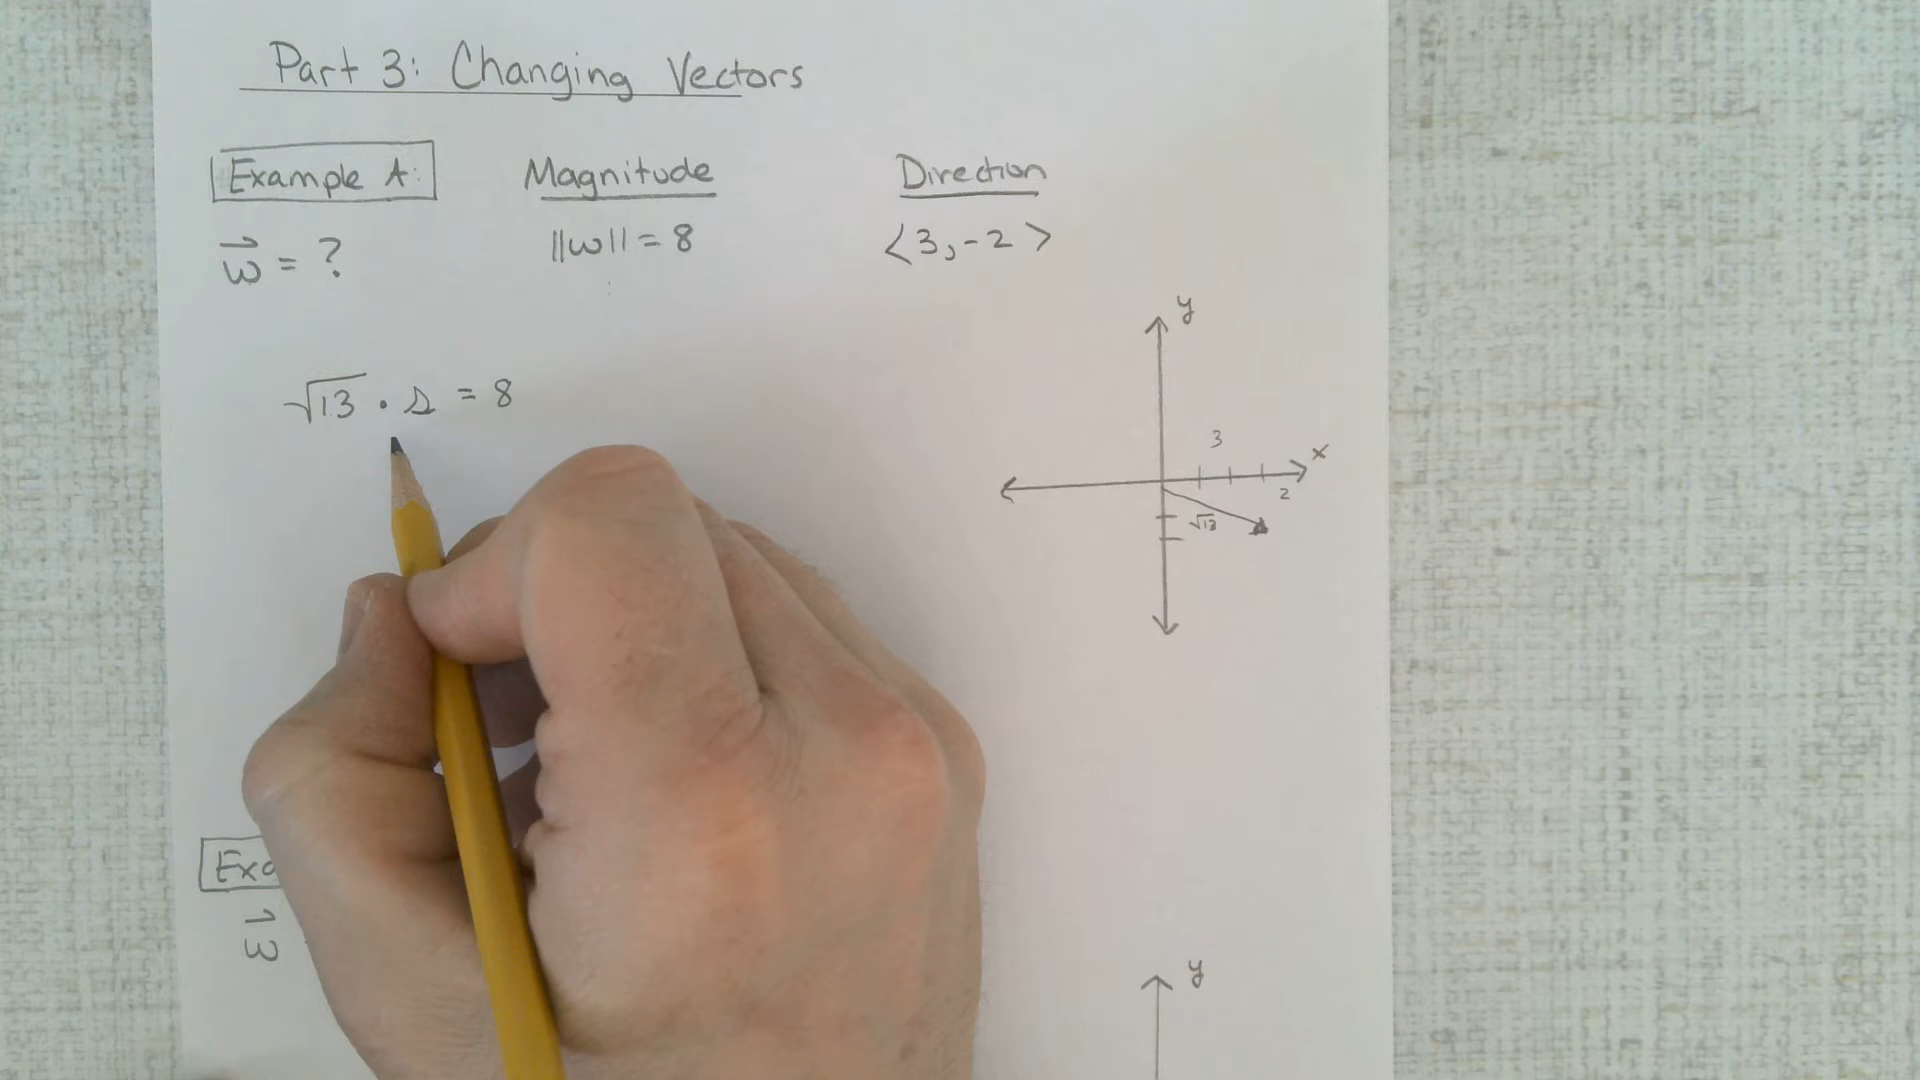 Part 3: Changing Vectors
Example A: Magnitude Direction
w⃗ = ? ||w|| = 8 <3, -2>
y
√13 · s = 8
3
x
2
√13
Exa
w⃗
y